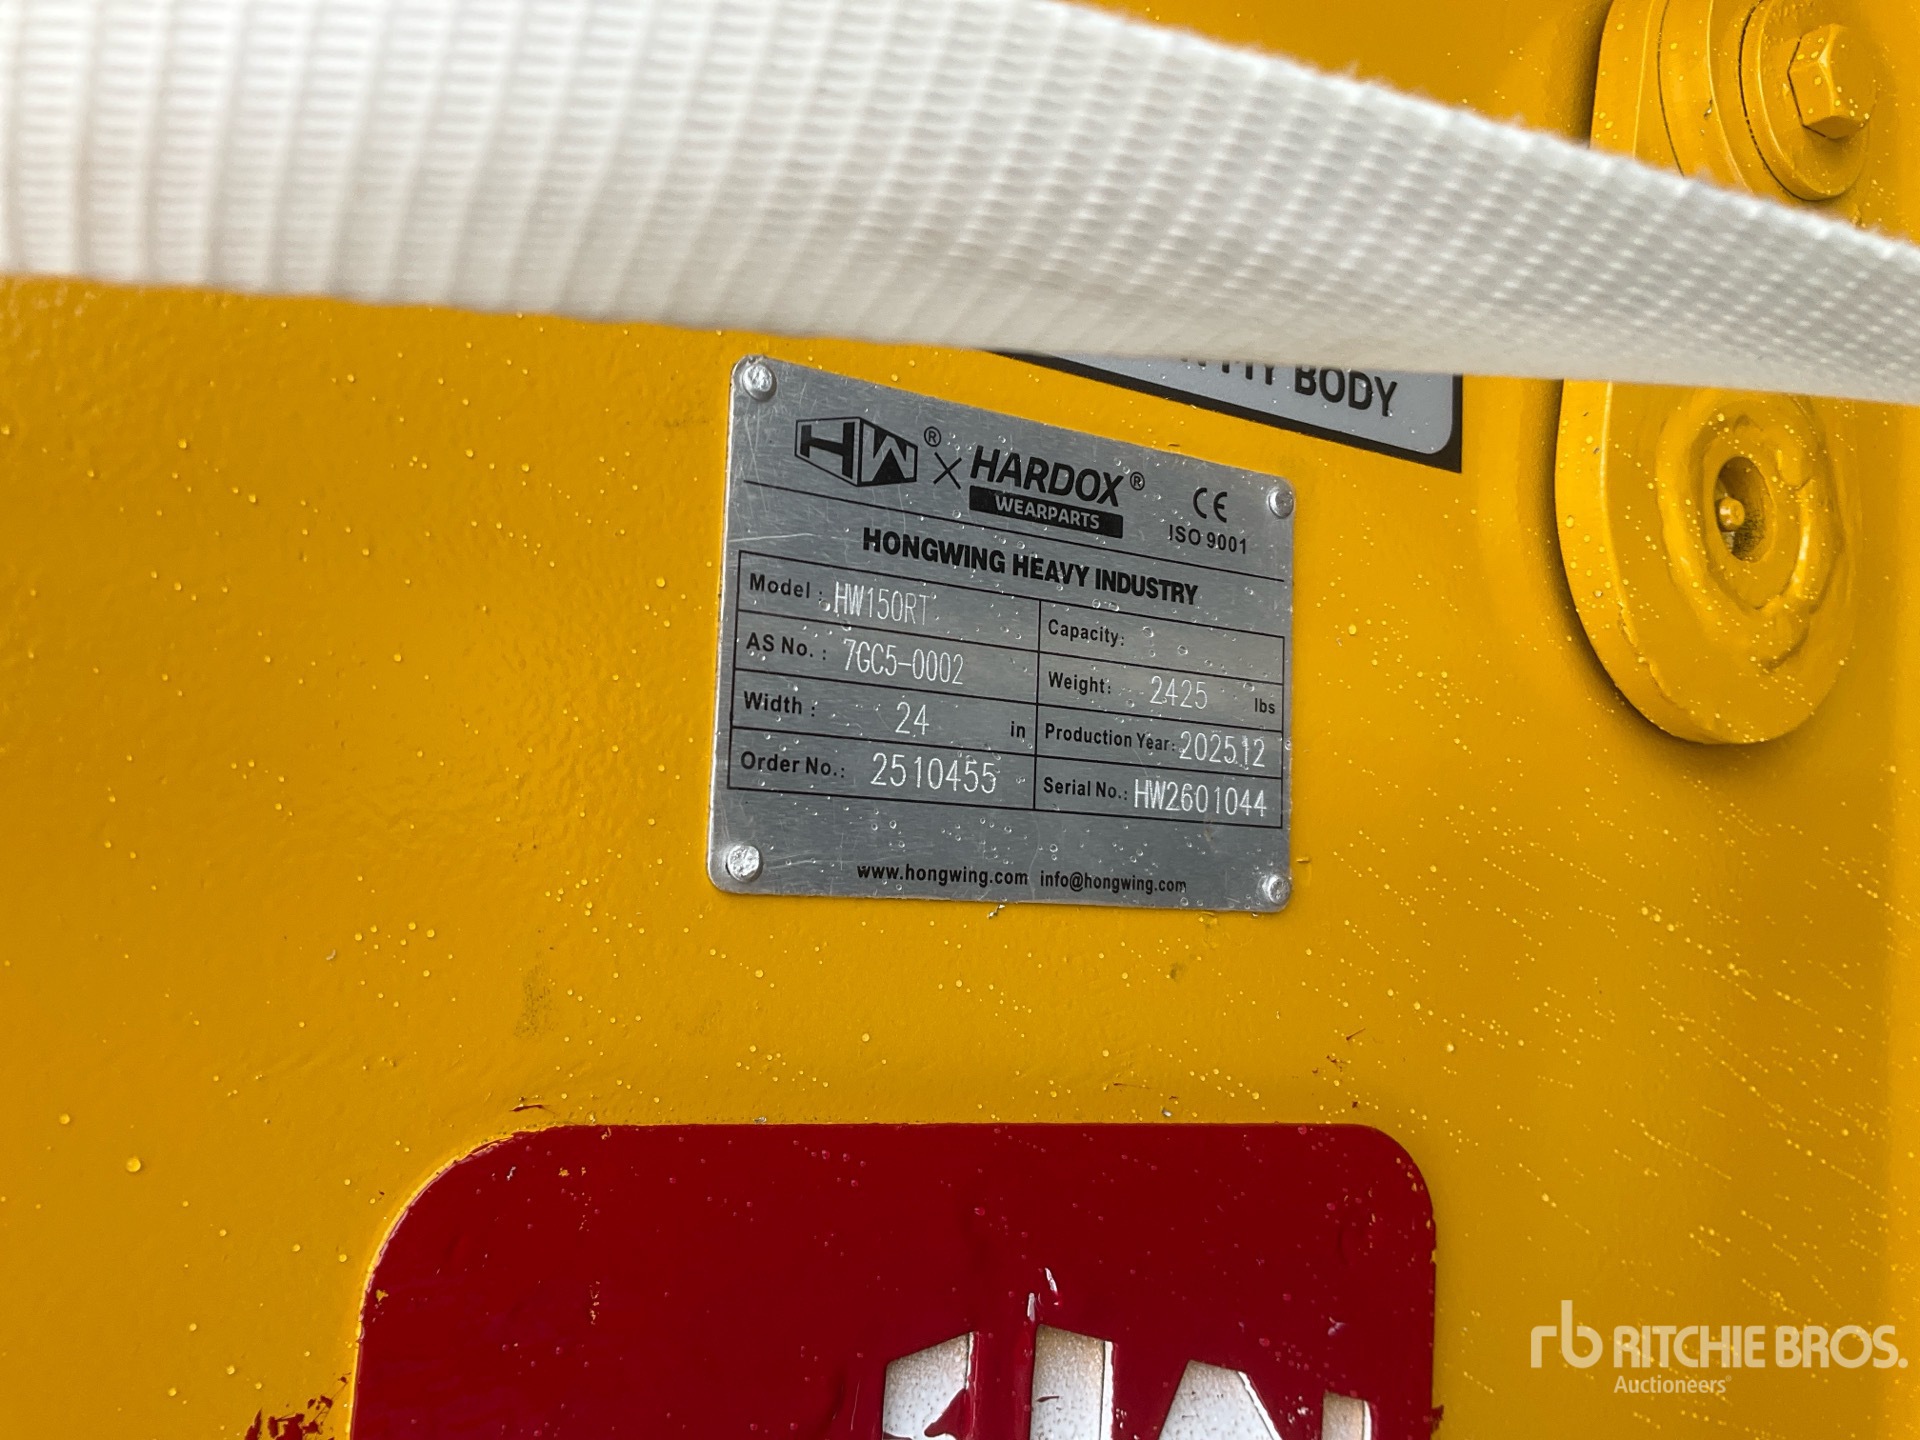 N MY BODY
HW® × HARDOX®
WEARPARTS
CE
ISO 9001
HONGWING HEAVY INDUSTRY
Model : HW150RT
Capacity:
AS No. : 7GC5-0002
Weight: 2425 lbs
Width : 24 in
Production Year: 202512
Order No.: 2510455
Serial No.: HW2601044
www.hongwing.com info@hongwing.com
rb RITCHIE BROS.
Auctioneers